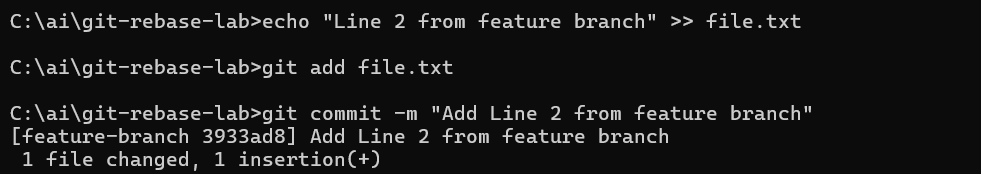 C:\ai\git-rebase-lab>echo "Line 2 from feature branch" >> file.txt
C:\ai\git-rebase-lab>git add file.txt
C:\ai\git-rebase-lab>git commit -m "Add Line 2 from feature branch"
[feature-branch 3933ad8] Add Line 2 from feature branch
 1 file changed, 1 insertion(+)